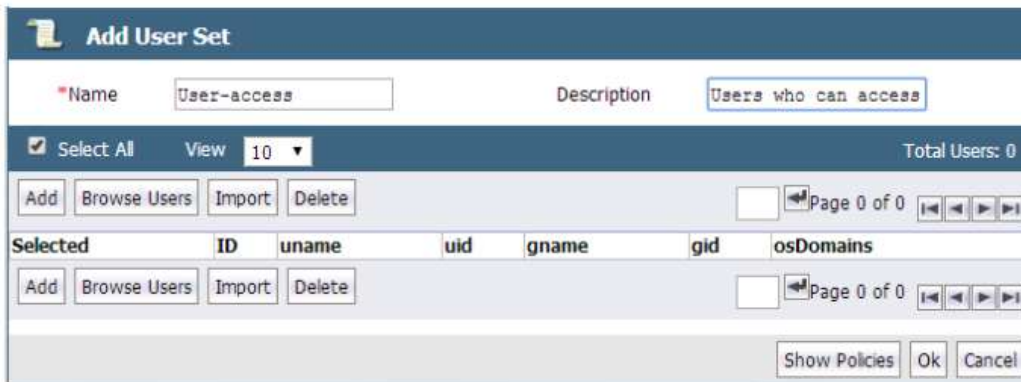 Add User Set
*Name User-access Description Users who can access
Select All View 10 Total Users: 0
Add Browse Users Import Delete Page 0 of 0
Selected ID uname uid gname gid osDomains
Add Browse Users Import Delete Page 0 of 0
Show Policies Ok Cancel